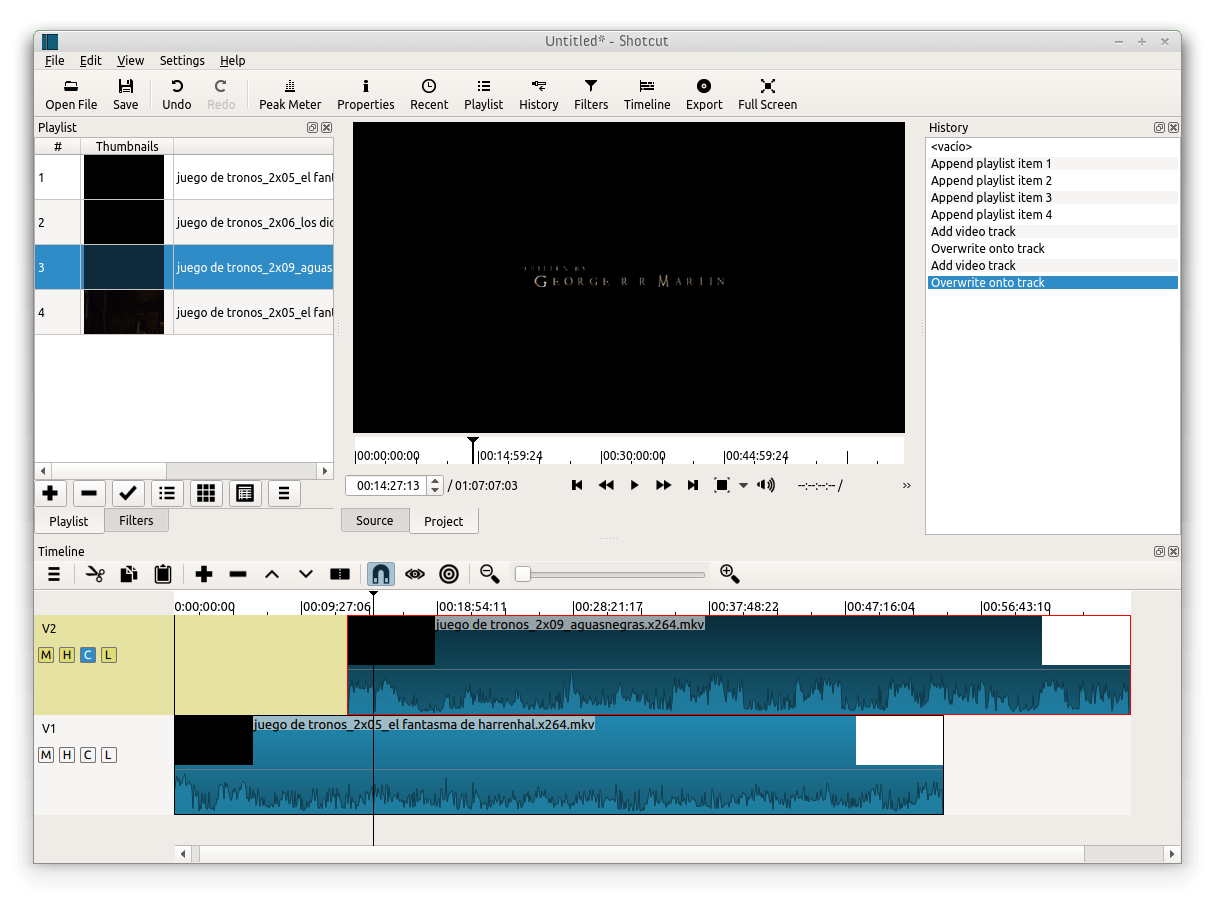 Untitled* - Shotcut
File Edit View Settings Help
Open File Save Undo Redo Peak Meter Properties Recent Playlist History Filters Timeline Export Full Screen
Playlist
# Thumbnails
1 juego de tronos_2x05_el fant
2 juego de tronos_2x06_los dio
3 juego de tronos_2x09_aguas
4 juego de tronos_2x05_el fant
Playlist Filters
GEORGE R R MARTIN
00:00:00:00 00:14:59:24 00:30:00:00 00:44:59:24
00:14:27:13 / 01:07:07:03 --:--:--:-- / »
Source Project
History
<vacío>
Append playlist item 1
Append playlist item 2
Append playlist item 3
Append playlist item 4
Add video track
Overwrite onto track
Add video track
Overwrite onto track
Timeline
0:00:00:00 00:09:27:06 00:18:54:11 00:28:21:17 00:37:48:22 00:47:16:04 00:56:43:10
V2
M H C L
juego de tronos_2x09_aguasnegras.x264.mkv
V1
M H C L
juego de tronos_2x05_el fantasma de harrenhal.x264.mkv